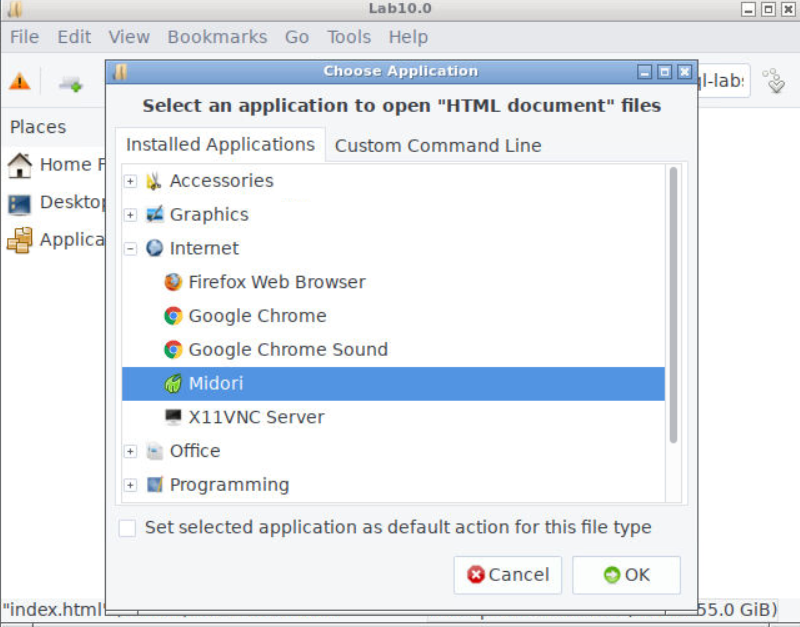 Lab10.0
File Edit View Bookmarks Go Tools Help
Choose Application
Select an application to open "HTML document" files
Places
Installed Applications Custom Command Line
Home F
Accessories
Desktop
Graphics
Applica
Internet
Firefox Web Browser
Google Chrome
Google Chrome Sound
Midori
X11VNC Server
Office
Programming
Set selected application as default action for this file type
Cancel OK
"index.html" 55.0 GiB)